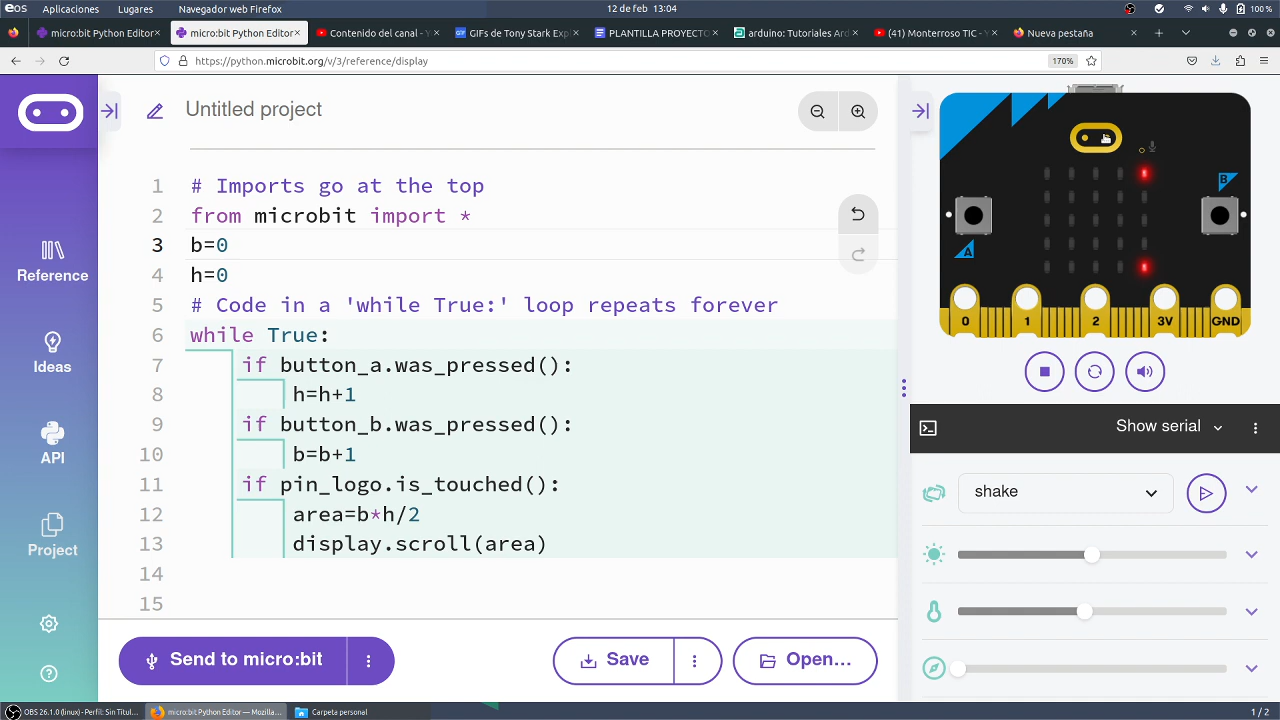 eos Aplicaciones Lugares Navegador web Firefox 12 de feb 13:04 100 %
micro:bit Python Editor micro:bit Python Editor Contenido del canal - Y GIFs de Tony Stark Expl PLANTILLA PROYECTO arduino: Tutoriales Ard (41) Monterroso TIC - Y Nueva pestaña
https://python.microbit.org/v/3/reference/display 170%
Untitled project
1 # Imports go at the top
2 from microbit import *
3 b=0
4 h=0
5 # Code in a 'while True:' loop repeats forever
6 while True:
7 if button_a.was_pressed():
8 h=h+1
9 if button_b.was_pressed():
10 b=b+1
11 if pin_logo.is_touched():
12 area=b*h/2
13 display.scroll(area)
14
15
Reference
Ideas
API
Project
Send to micro:bit
Save
Open...
A
B
0 1 2 3V GND
Show serial
shake
OBS 26.1.0 (linux) - Perfil: Sin Titul... micro:bit Python Editor — Mozilla... Carpeta personal 1 / 2